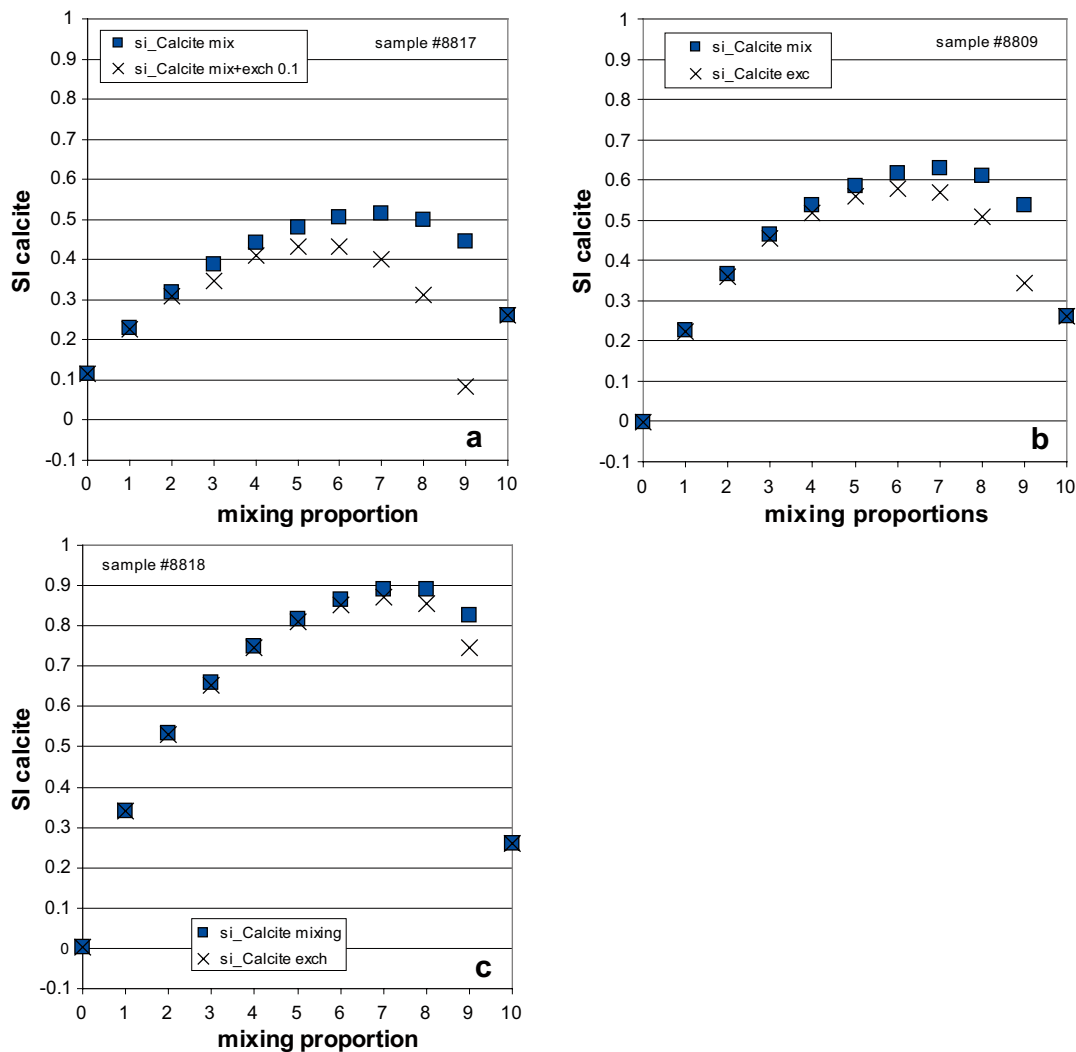 SI calcite
1
0.9
0.8
0.7
0.6
0.5
0.4
0.3
0.2
0.1
0
-0.1
si_Calcite mix
si_Calcite mix+exch 0.1
sample #8817
a
0 1 2 3 4 5 6 7 8 9 10
mixing proportion
SI calcite
1
0.9
0.8
0.7
0.6
0.5
0.4
0.3
0.2
0.1
0
-0.1
si_Calcite mix
si_Calcite exc
sample #8809
b
0 1 2 3 4 5 6 7 8 9 10
mixing proportions
SI calcite
1
0.9
0.8
0.7
0.6
0.5
0.4
0.3
0.2
0.1
0
-0.1
sample #8818
si_Calcite mixing
si_Calcite exch
c
0 1 2 3 4 5 6 7 8 9 10
mixing proportion